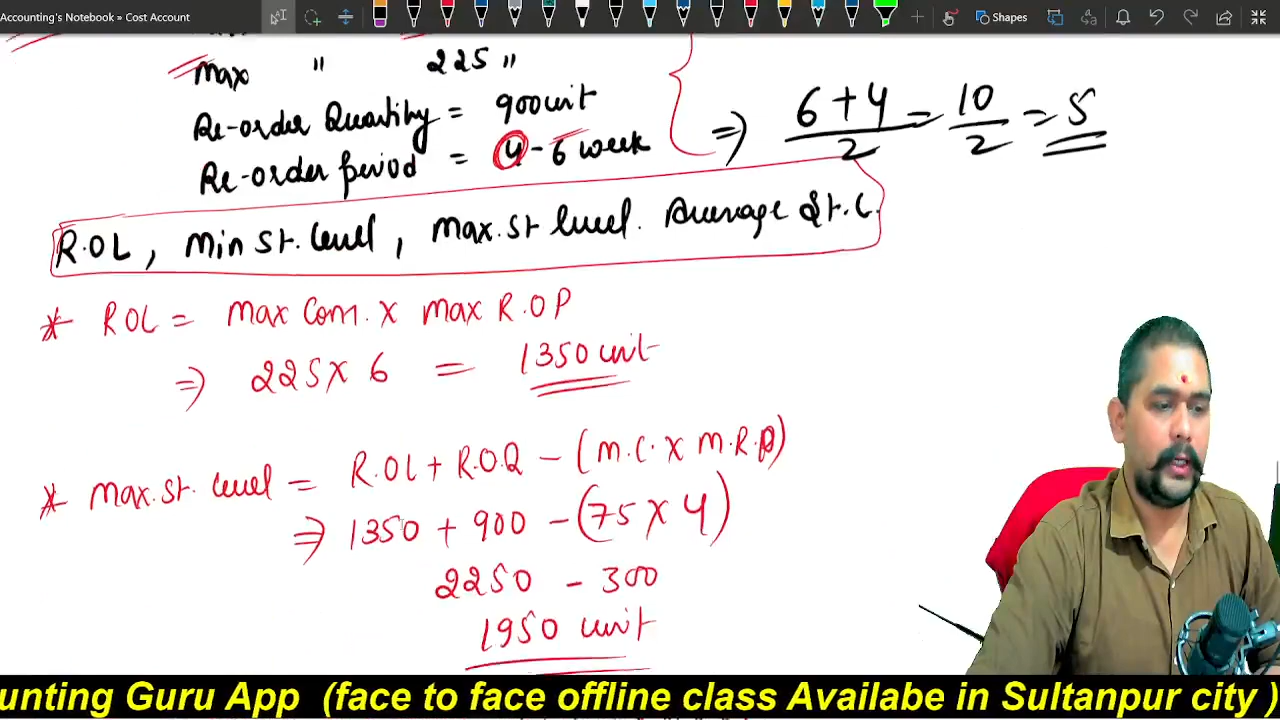 Accounting's Notebook » Cost Account
Shapes
max " 225 "
Re-order Quantity = 900 unit
Re-order period = 4 - 6 week
=> 6 + 4 / 2 = 10 / 2 = 5
R.OL, Min St. level, Max. St level. Average St. L.
* ROL = max Com. x max R.OP
=> 225 x 6 = 1350 unit
* Max. St. level = R.OL + R.O.Q - (M.C. x M.R.P)
=> 1350 + 900 - (75 x 4)
2250 - 300
1950 unit
unting Guru App (face to face offline class Availabe in Sultanpur city )